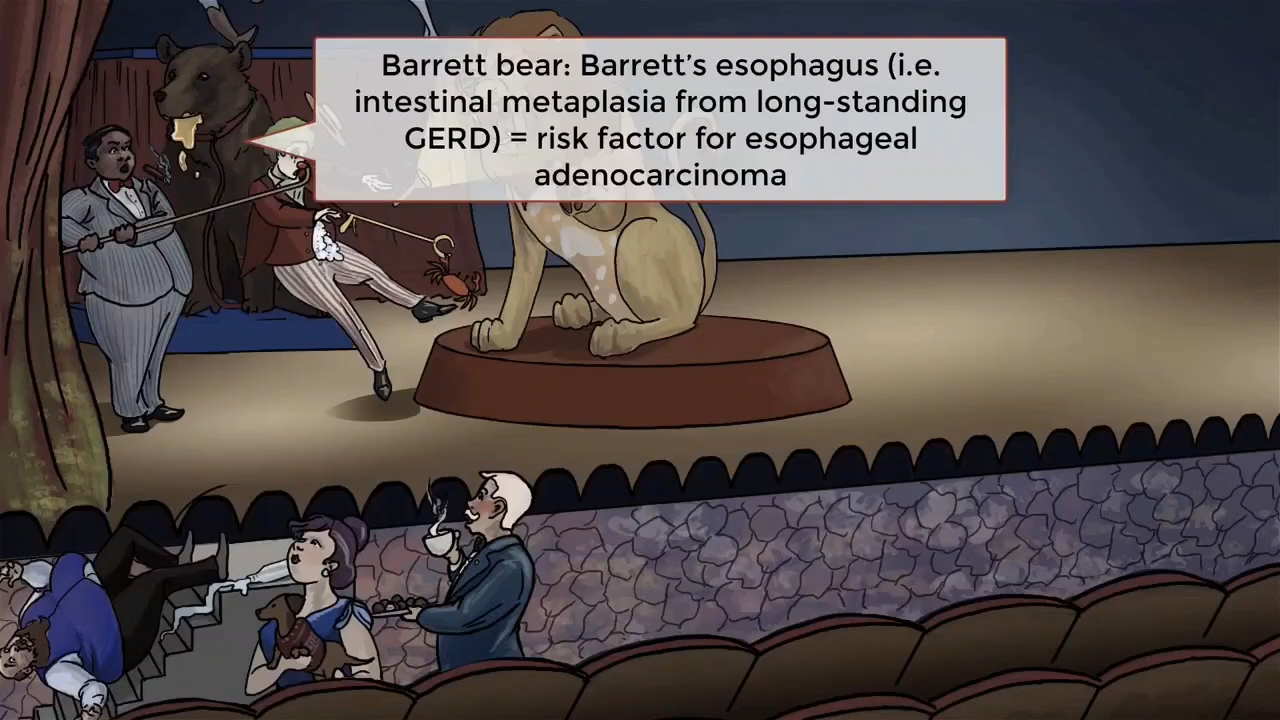 Barrett bear: Barrett’s esophagus (i.e.
intestinal metaplasia from long-standing
GERD) = risk factor for esophageal
adenocarcinoma